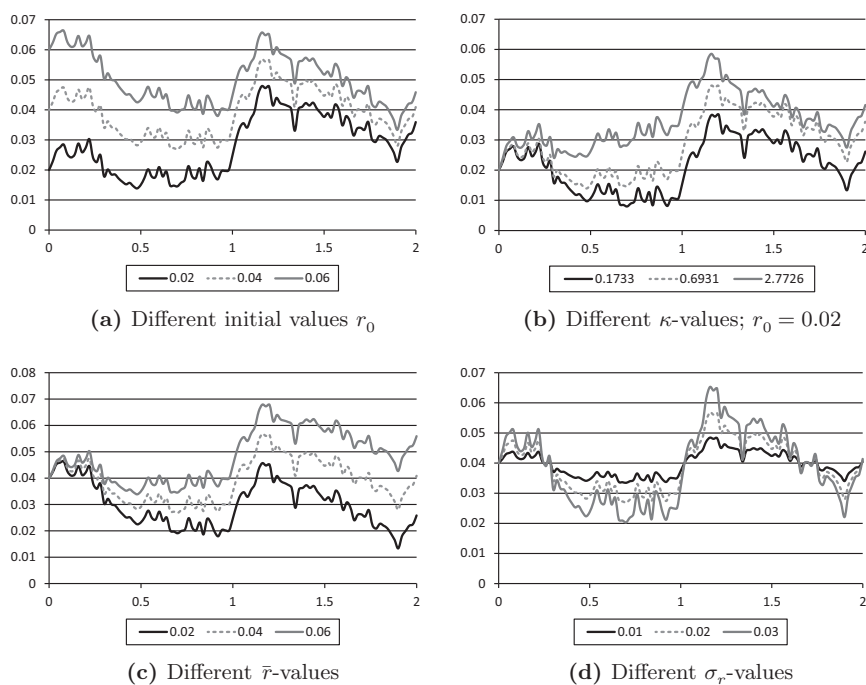 0.07
0.06
0.05
0.04
0.03
0.02
0.01
0
0 0.5 1 1.5 2
0.02 0.04 0.06
(a) Different initial values r₀
0.07
0.06
0.05
0.04
0.03
0.02
0.01
0
0 0.5 1 1.5 2
0.1733 0.6931 2.7726
(b) Different κ-values; r₀ = 0.02
0.08
0.07
0.06
0.05
0.04
0.03
0.02
0.01
0
0 0.5 1 1.5 2
0.02 0.04 0.06
(c) Different r̄-values
0.07
0.06
0.05
0.04
0.03
0.02
0.01
0
0 0.5 1 1.5 2
0.01 0.02 0.03
(d) Different σᵣ-values